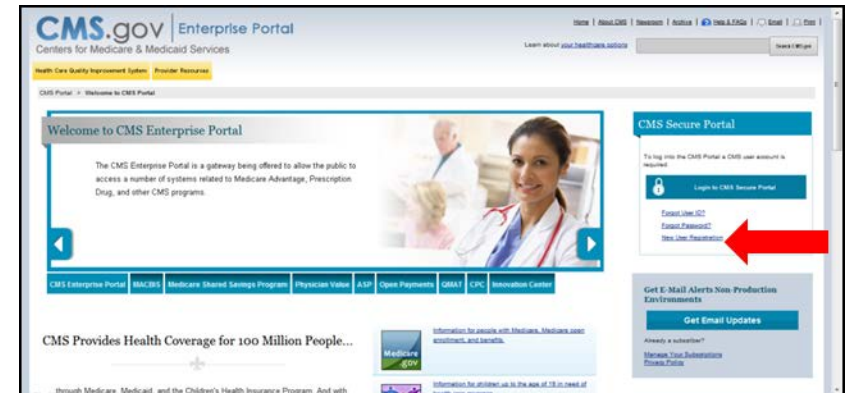 CMS.gov | Enterprise Portal
Centers for Medicare & Medicaid Services
Home | About CMS | Newsroom | Archive | Help & FAQs | Email | Print
Learn about your healthcare options
Search CMS.gov
Health Care Quality Improvement System Provider Resources
CMS Portal > Welcome to CMS Portal
Welcome to CMS Enterprise Portal
The CMS Enterprise Portal is a gateway being offered to allow the public to
access a number of systems related to Medicare Advantage, Prescription
Drug, and other CMS programs.
CMS Enterprise Portal MACBIS Medicare Shared Savings Program Physician Value ASP Open Payments QMAT CPC Innovation Center
CMS Secure Portal
To log into the CMS Portal a CMS user account is
required.
Login to CMS Secure Portal
Forgot User ID?
Forgot Password?
New User Registration
Get E-Mail Alerts Non-Production
Environments
Get Email Updates
Already a subscriber?
Manage Your Subscriptions
Privacy Policy
CMS Provides Health Coverage for 100 Million People...
through Medicare, Medicaid, and the Children's Health Insurance Program. And with
Medicare
.gov
Information for people with Medicare, Medicare open
enrollment, and benefits.
Information for children up to the age of 18 in need of
health care coverage